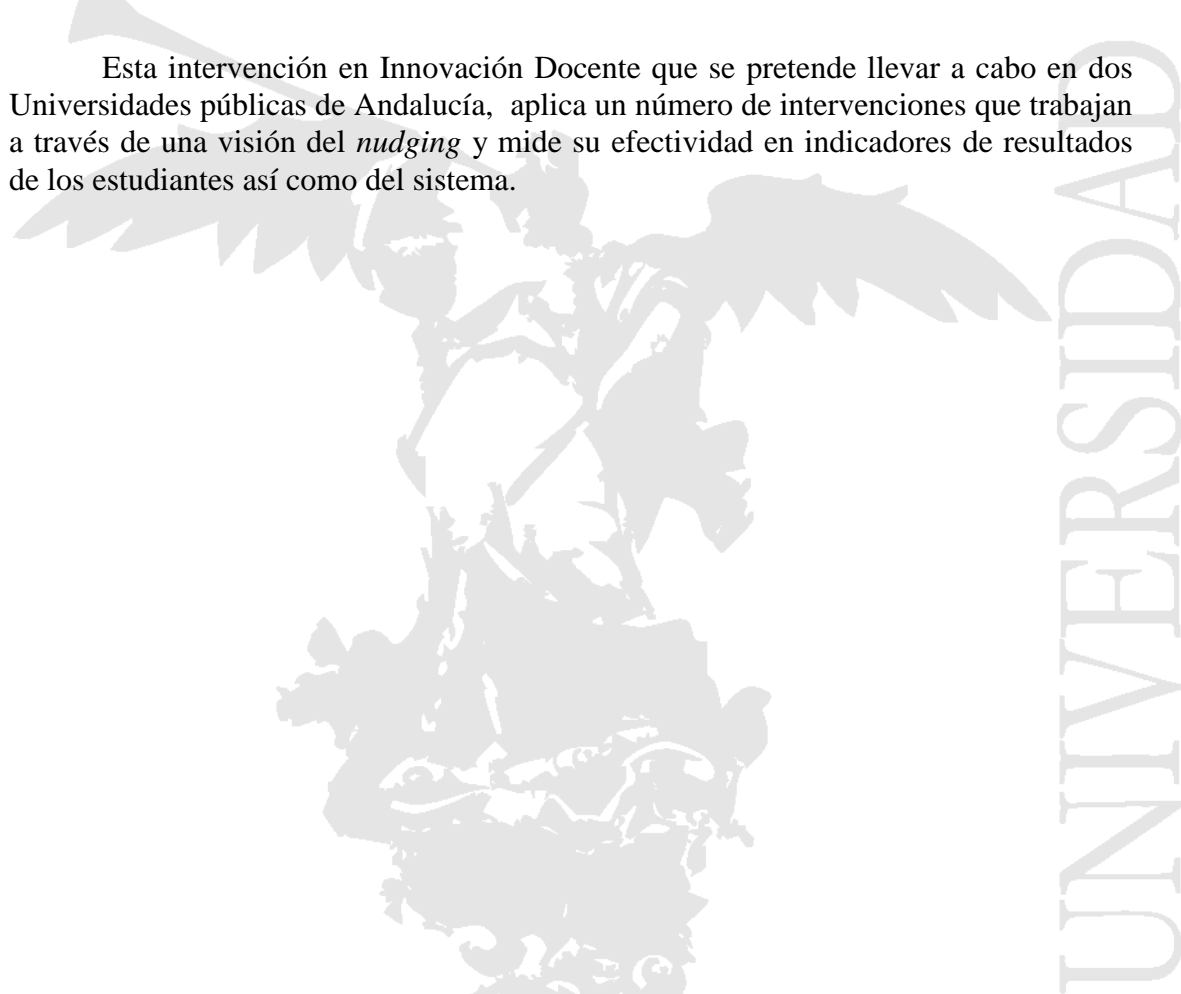 Esta intervención en Innovación Docente que se pretende llevar a cabo en dos
Universidades públicas de Andalucía, aplica un número de intervenciones que trabajan
a través de una visión del nudging y mide su efectividad en indicadores de resultados
de los estudiantes así como del sistema.
UNIVERSIDAD